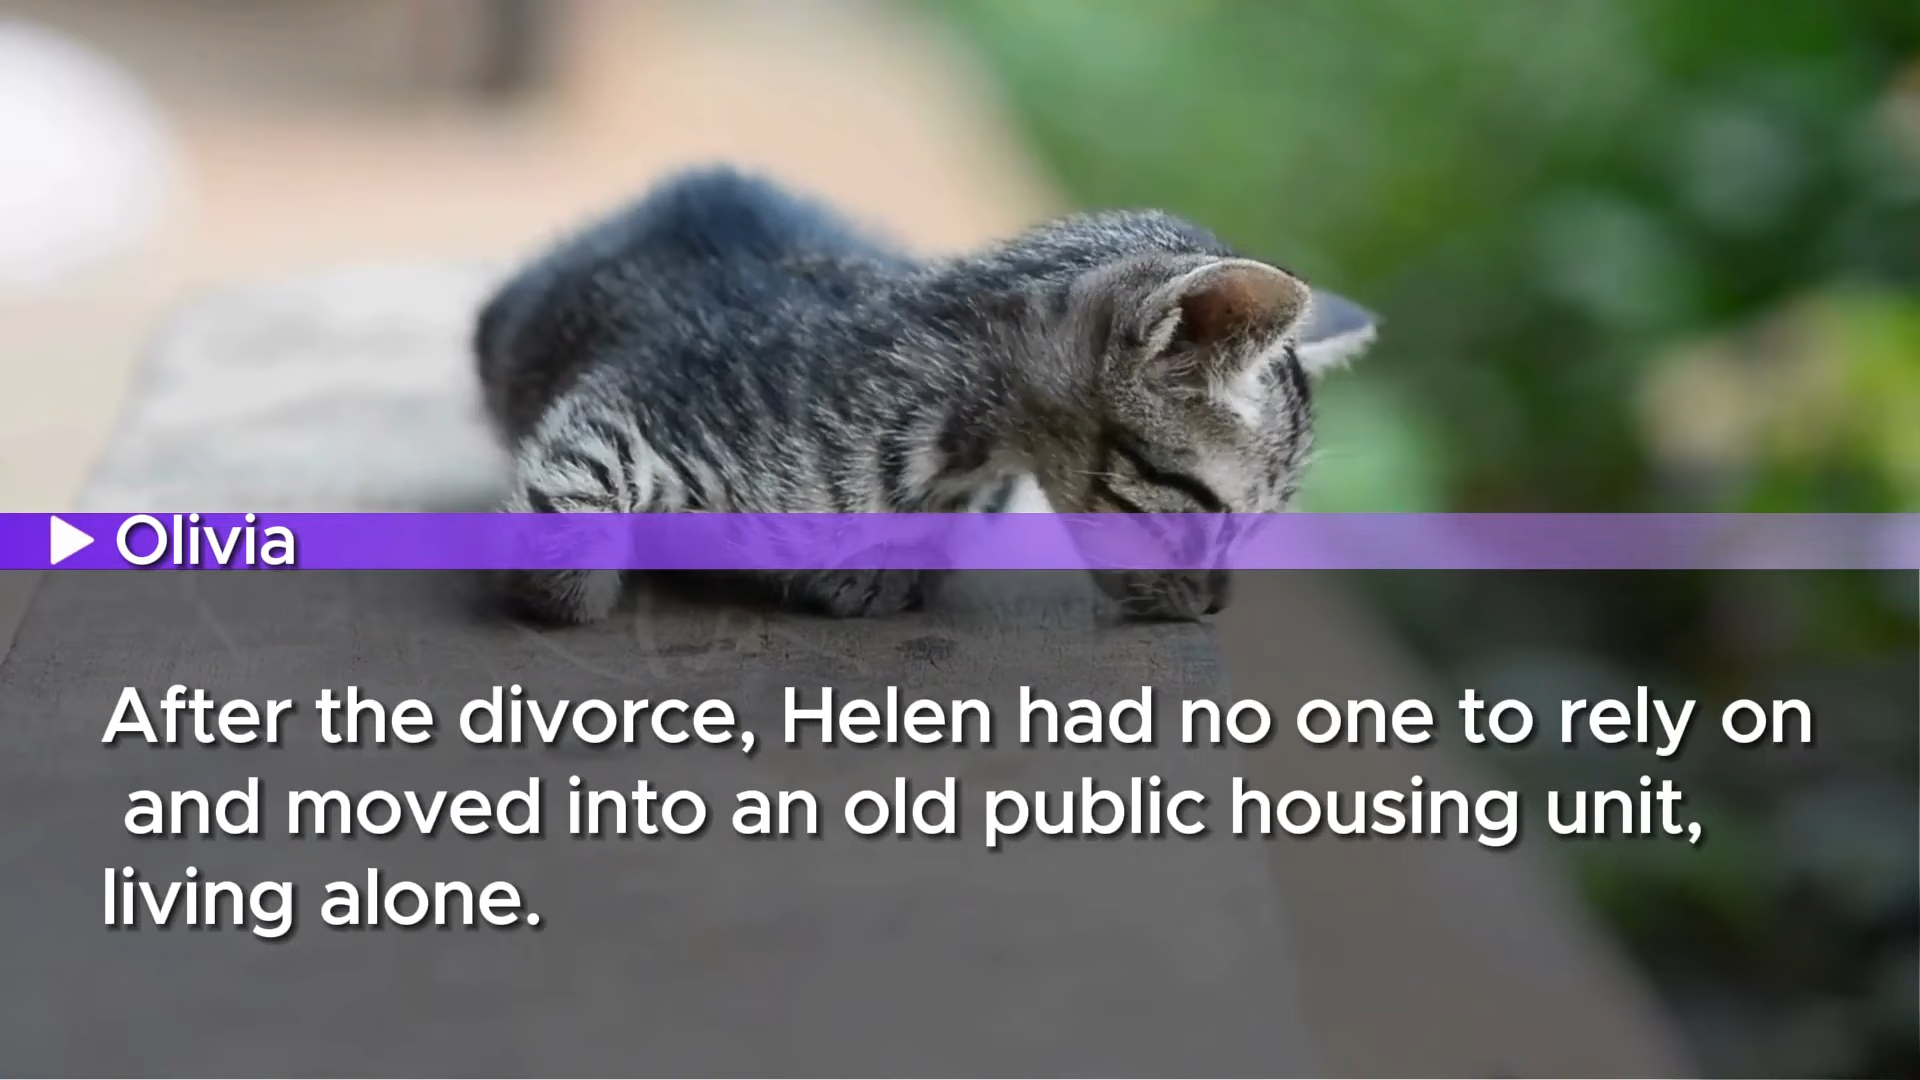 Olivia
After the divorce, Helen had no one to rely on
and moved into an old public housing unit,
living alone.